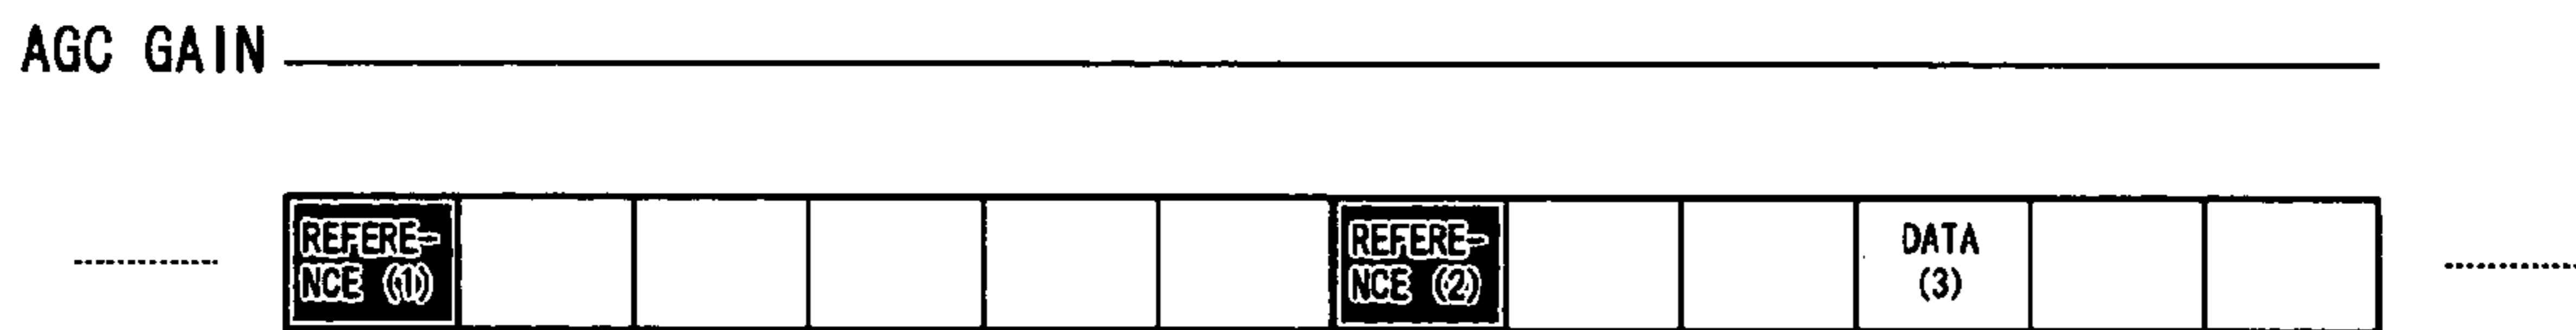 AGC GAIN
REFERE-
NCE (1)
REFERE-
NCE (2)
DATA
(3)